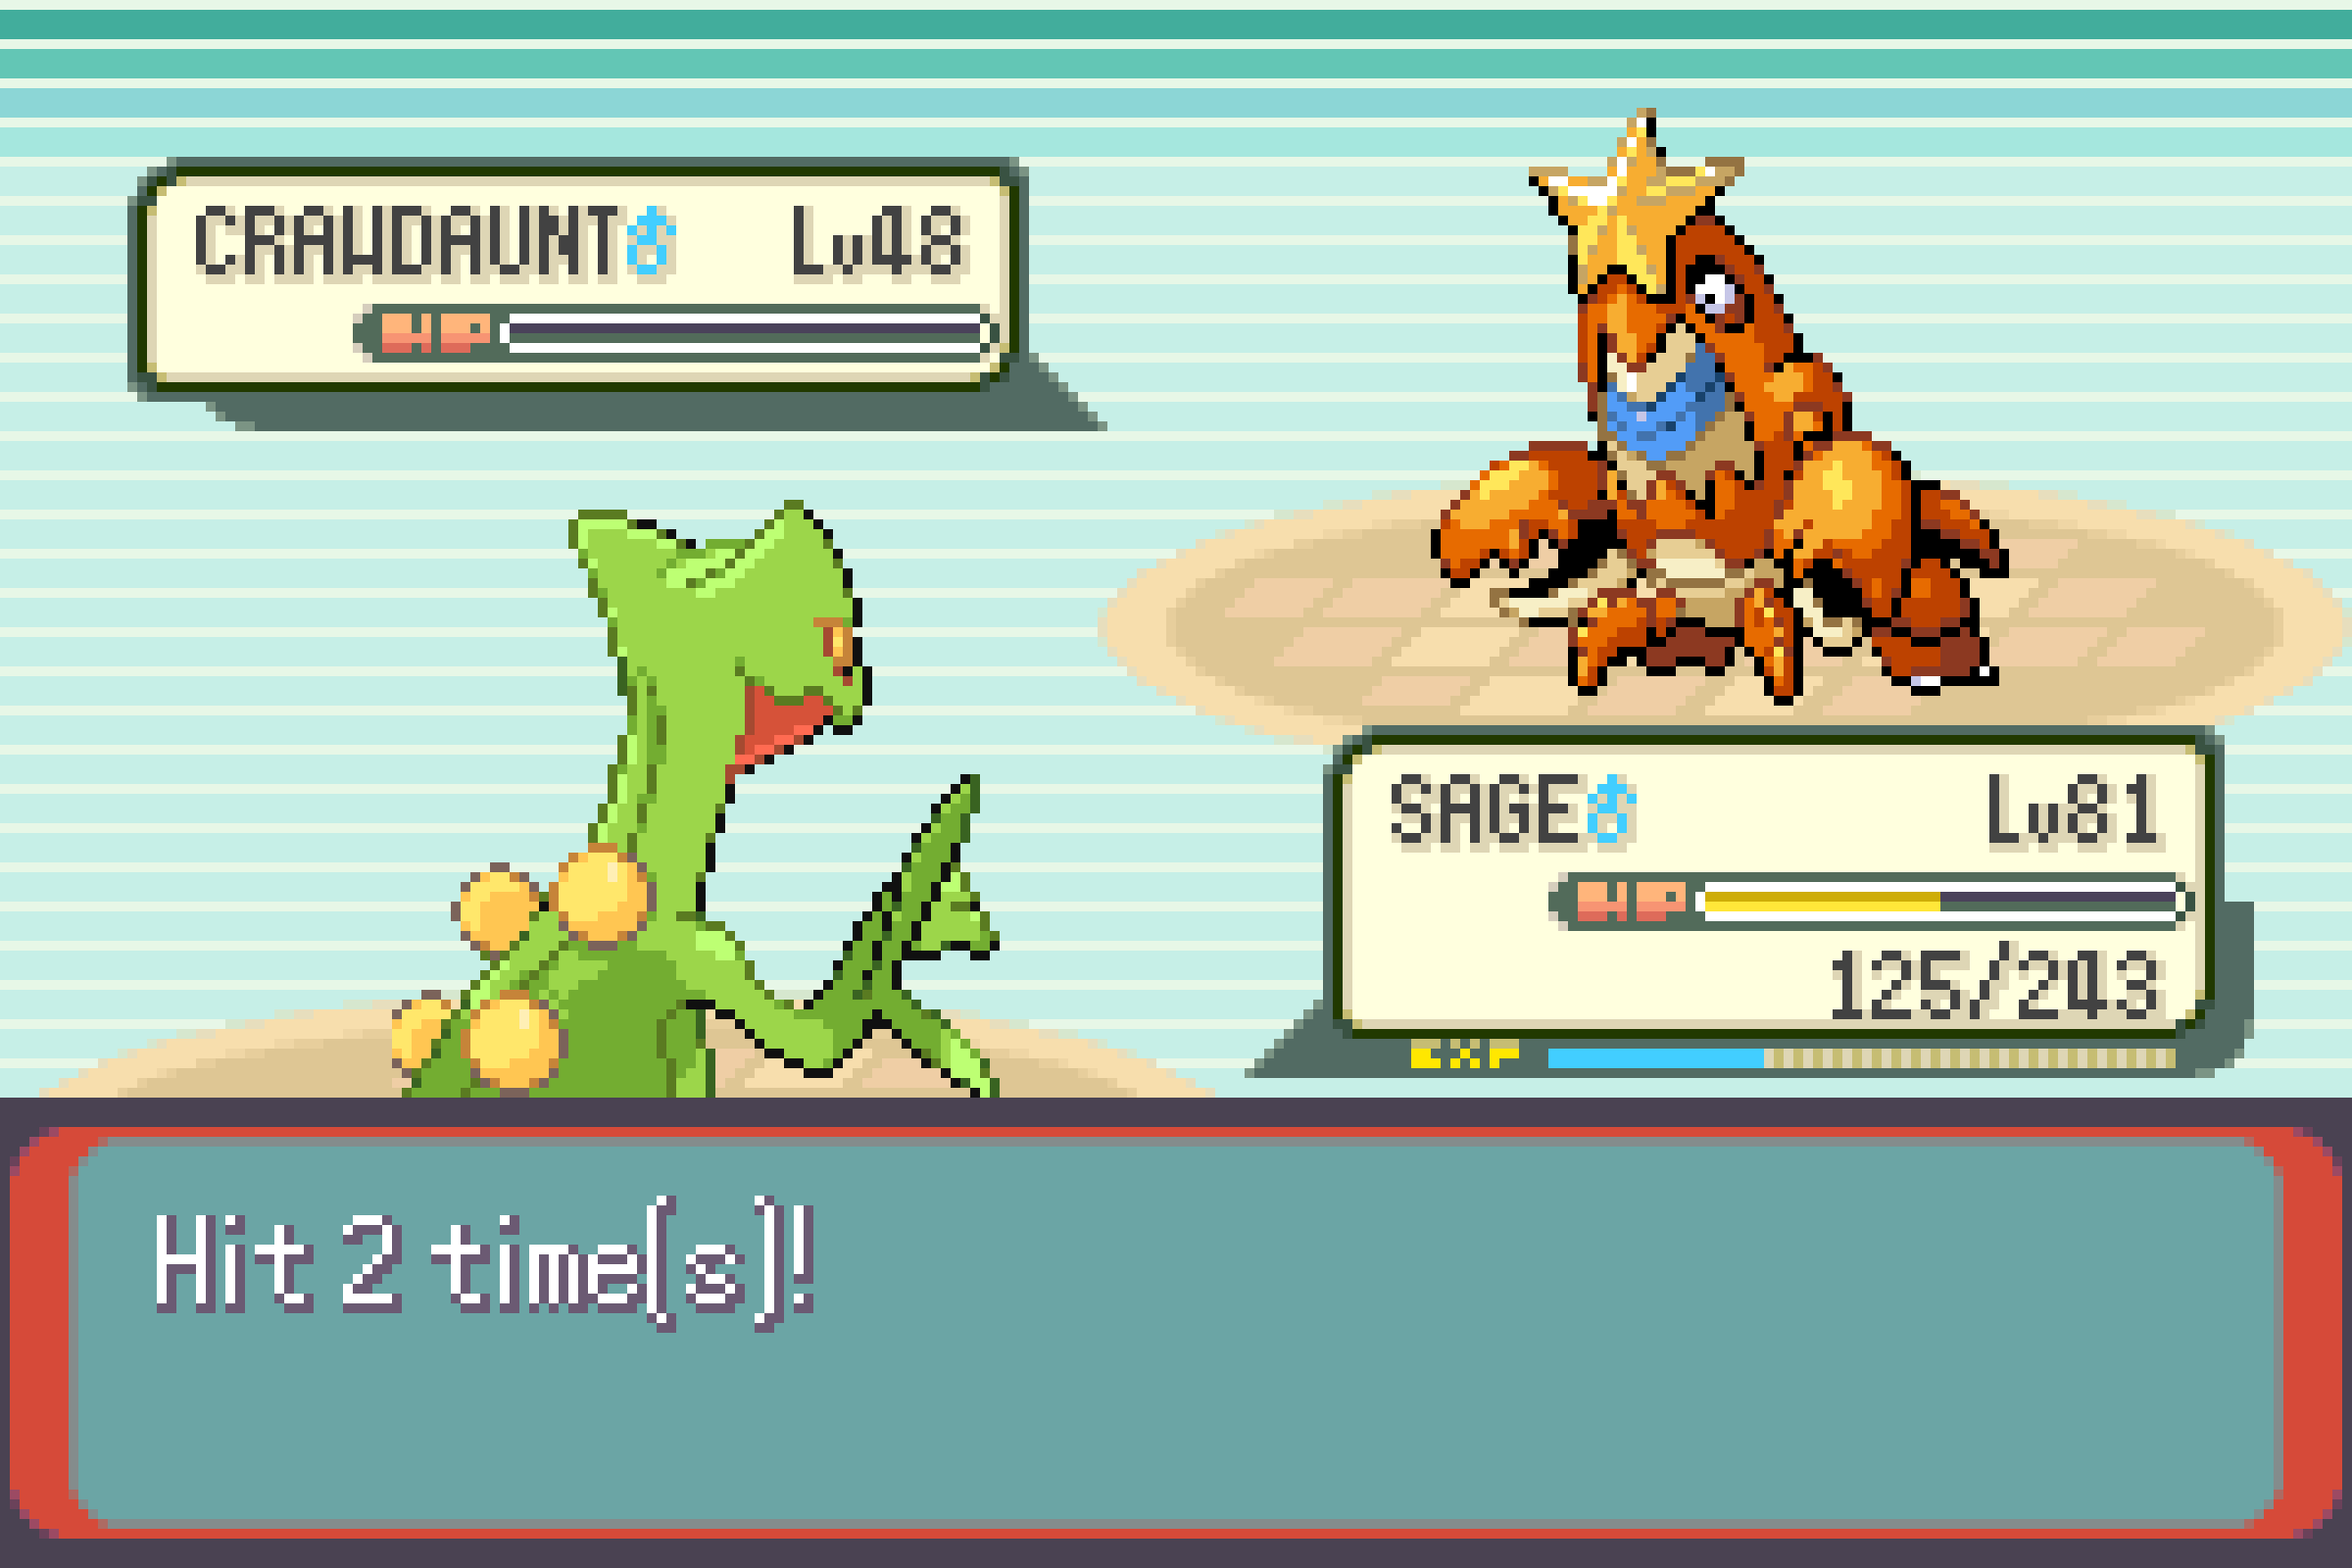 CRAWDAUNT♂ Lv48
HP
SAGE♂ Lv81
HP
125/243
EXP
Hit 2 time(s)!